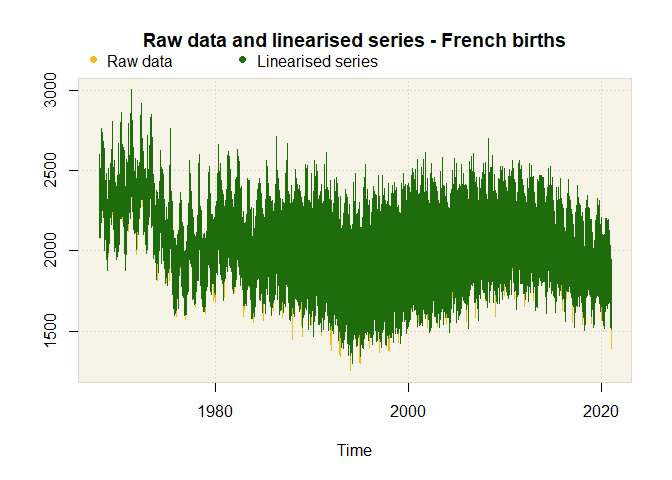 Raw data and linearised series - French births
Raw data
Linearised series
3000
2500
2000
1500
1980
2000
2020
Time